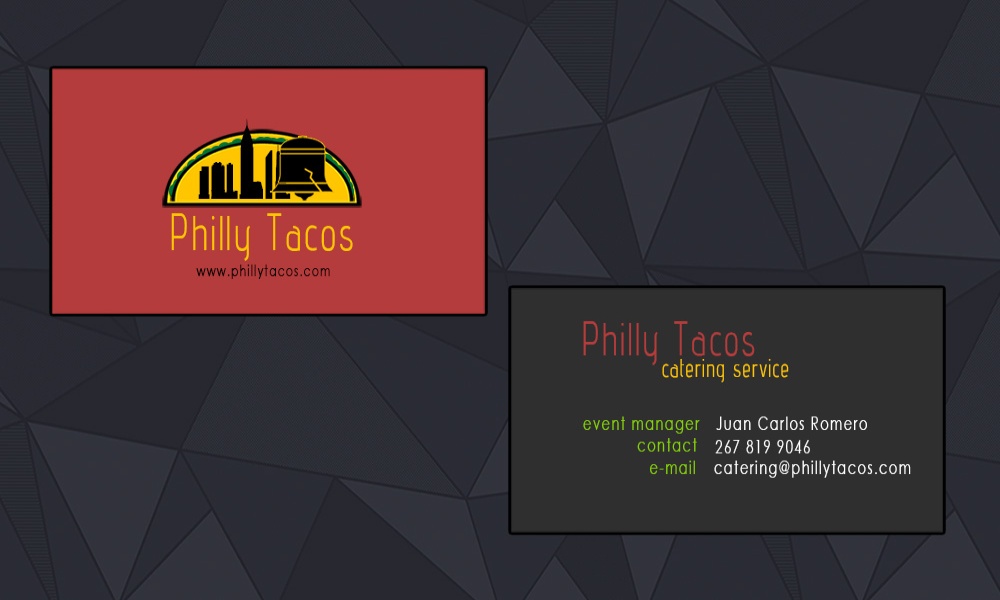 Philly Tacos
www.phillytacos.com
Philly Tacos
catering service
event manager Juan Carlos Romero
contact 267 819 9046
e-mail catering@phillytacos.com